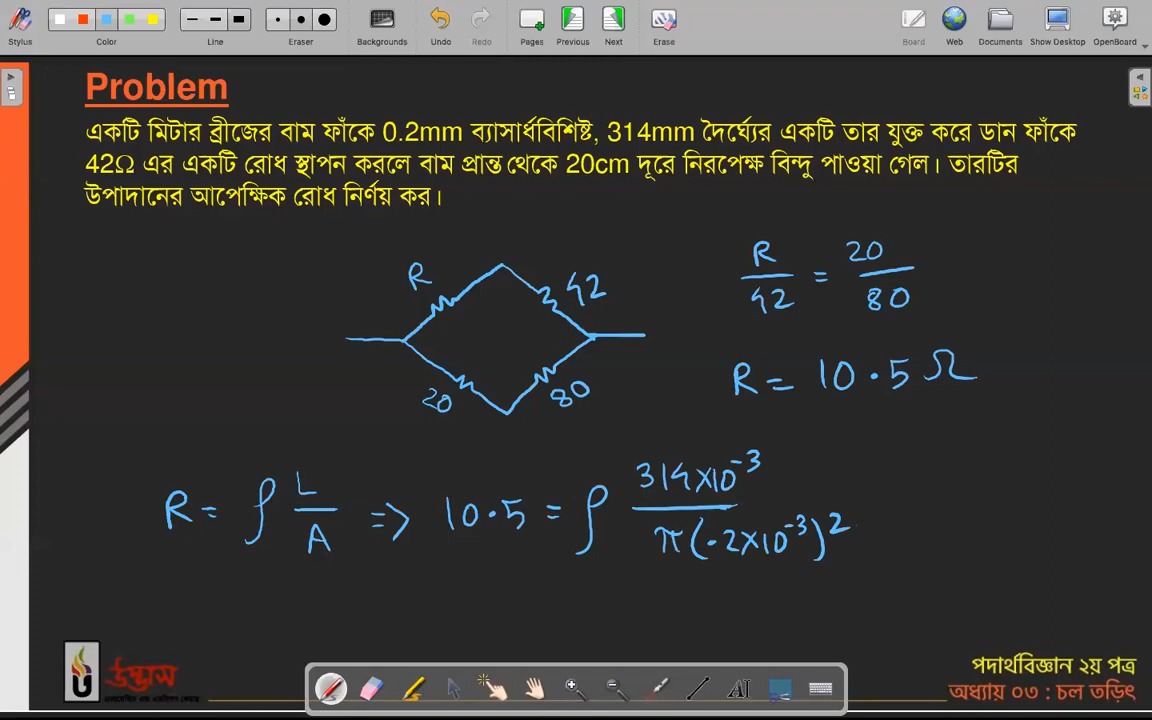 Stylus
Color
Line
Eraser
Backgrounds
Undo
Redo
Pages
Previous
Next
Erase
Board
Web
Documents
Show Desktop
OpenBoard
Problem
একটি মিটার ব্রীজের বাম ফাঁকে 0.2mm ব্যাসার্ধবিশিষ্ট, 314mm দৈর্ঘ্যের একটি তার যুক্ত করে ডান ফাঁকে
42Ω এর একটি রোধ স্থাপন করলে বাম প্রান্ত থেকে 20cm দূরে নিরপেক্ষ বিন্দু পাওয়া গেল। তারটির
উপাদানের আপেক্ষিক রোধ নির্ণয় কর।
R
42
20
80
R/42 = 20/80
R = 10.5 Ω
R = ρ L/A => 10.5 = ρ 314×10⁻³/π(.2×10⁻³)²
উদ্ভাস
পদার্থবিজ্ঞান ২য় পত্র
অধ্যায় ০৩ : চল তড়িৎ